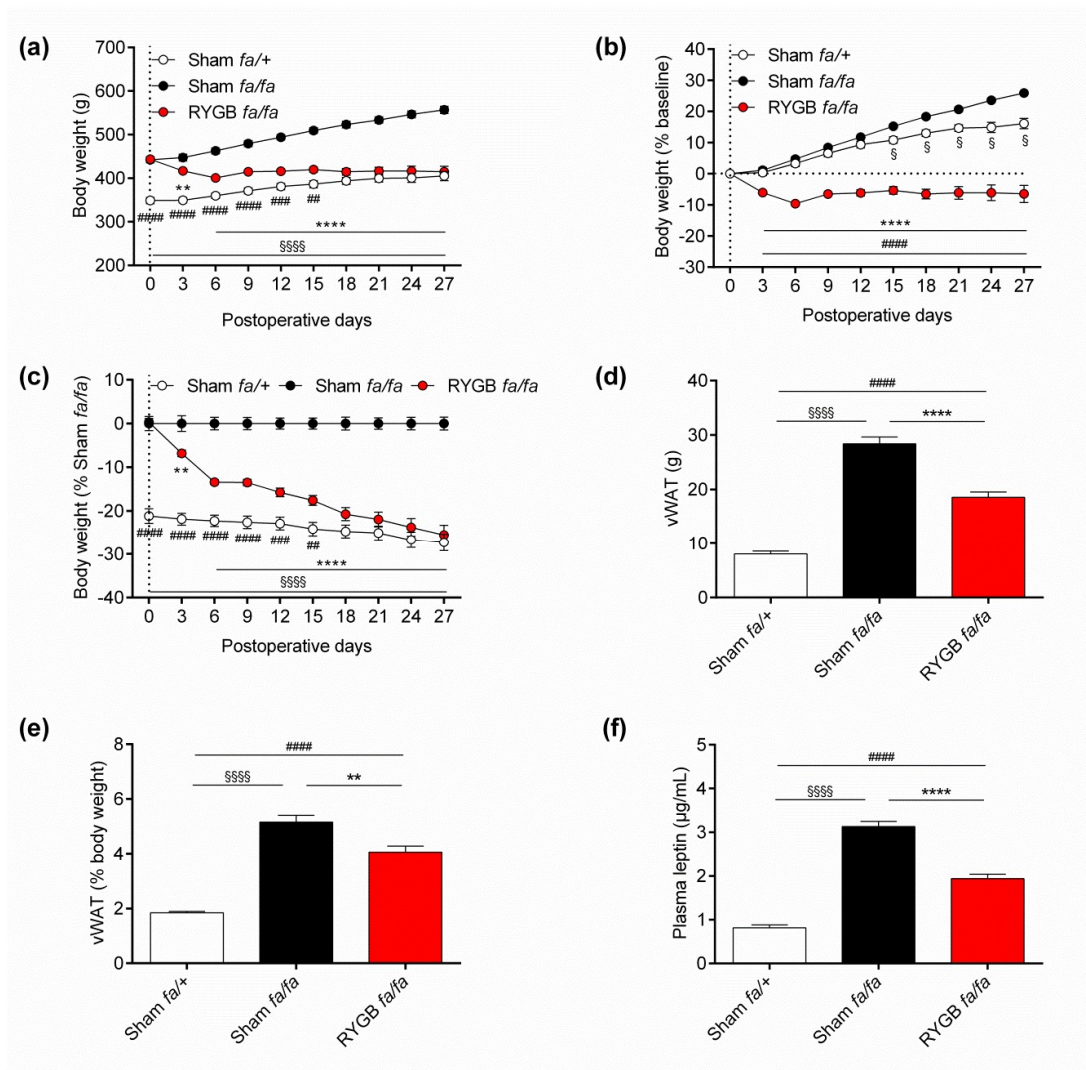 (a)
700
600
500
400
300
200
Body weight (g)
Sham fa/+
Sham fa/fa
RYGB fa/fa
**
#### #### #### #### ### ##
****
§§§§
0 3 6 9 12 15 18 21 24 27
Postoperative days
(b)
40
30
20
10
0
-10
-20
-30
Body weight (% baseline)
Sham fa/+
Sham fa/fa
RYGB fa/fa
§ § § § §
****
####
0 3 6 9 12 15 18 21 24 27
Postoperative days
(c)
10
0
-10
-20
-30
-40
Body weight (% Sham fa/fa)
Sham fa/+ Sham fa/fa RYGB fa/fa
**
#### #### #### #### ### ##
****
§§§§
0 3 6 9 12 15 18 21 24 27
Postoperative days
(d)
40
30
20
10
0
vWAT (g)
####
§§§§ ****
Sham fa/+ Sham fa/fa RYGB fa/fa
(e)
8
6
4
2
0
vWAT (% body weight)
####
§§§§ **
Sham fa/+ Sham fa/fa RYGB fa/fa
(f)
5
4
3
2
1
0
Plasma leptin (µg/mL)
####
§§§§ ****
Sham fa/+ Sham fa/fa RYGB fa/fa